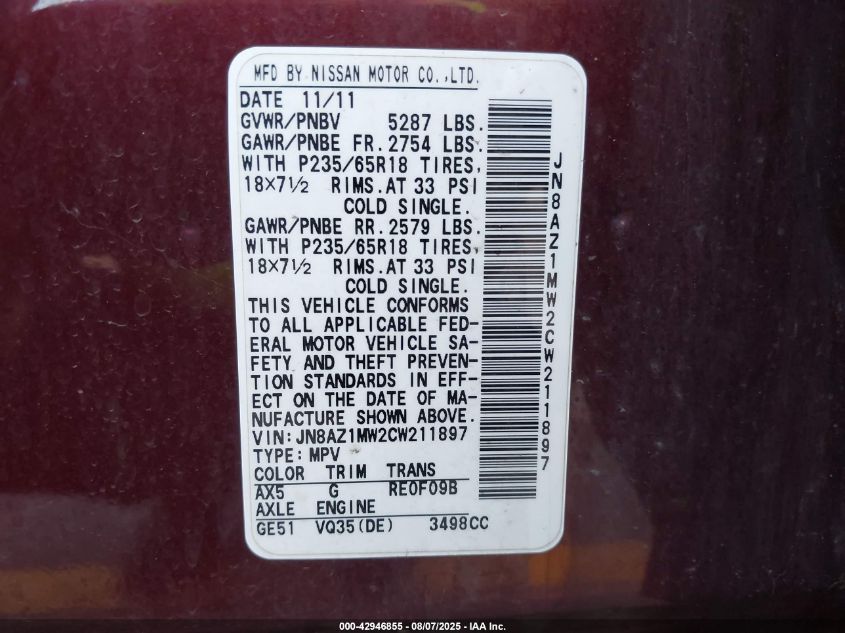 MFD BY NISSAN MOTOR CO.,LTD.
DATE 11/11
GVWR/PNBV 5287 LBS.
GAWR/PNBE FR. 2754 LBS.
WITH P235/65R18 TIRES,
18×7½ RIMS.AT 33 PSI
COLD SINGLE.
GAWR/PNBE RR. 2579 LBS.
WITH P235/65R18 TIRES,
18×7½ RIMS.AT 33 PSI
COLD SINGLE.
THIS VEHICLE CONFORMS
TO ALL APPLICABLE FED-
ERAL MOTOR VEHICLE SA-
FETY AND THEFT PREVEN-
TION STANDARDS IN EFF-
ECT ON THE DATE OF MA-
NUFACTURE SHOWN ABOVE.
VIN:JN8AZ1MW2CW211897
TYPE:MPV
COLOR TRIM TRANS
AX5 G RE0F09B
AXLE ENGINE
GE51 VQ35(DE) 3498CC
JN8AZ1MW2CW211897
000-42946855 - 08/07/2025 - IAA Inc.